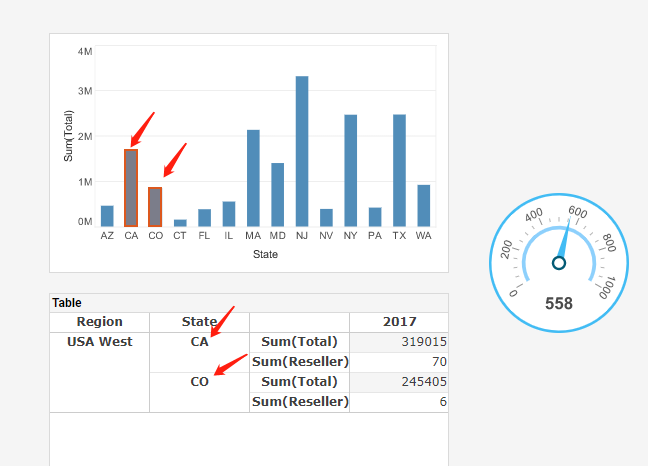 4M
3M
2M
1M
0M
Sum(Total)
AZ CA CO CT FL IL MA MD NJ NV NY PA TX WA
State
0 200 400 600 800 1000
558
Table
Region State 2017
USA West CA Sum(Total) 319015
Sum(Reseller) 70
CO Sum(Total) 245405
Sum(Reseller) 6